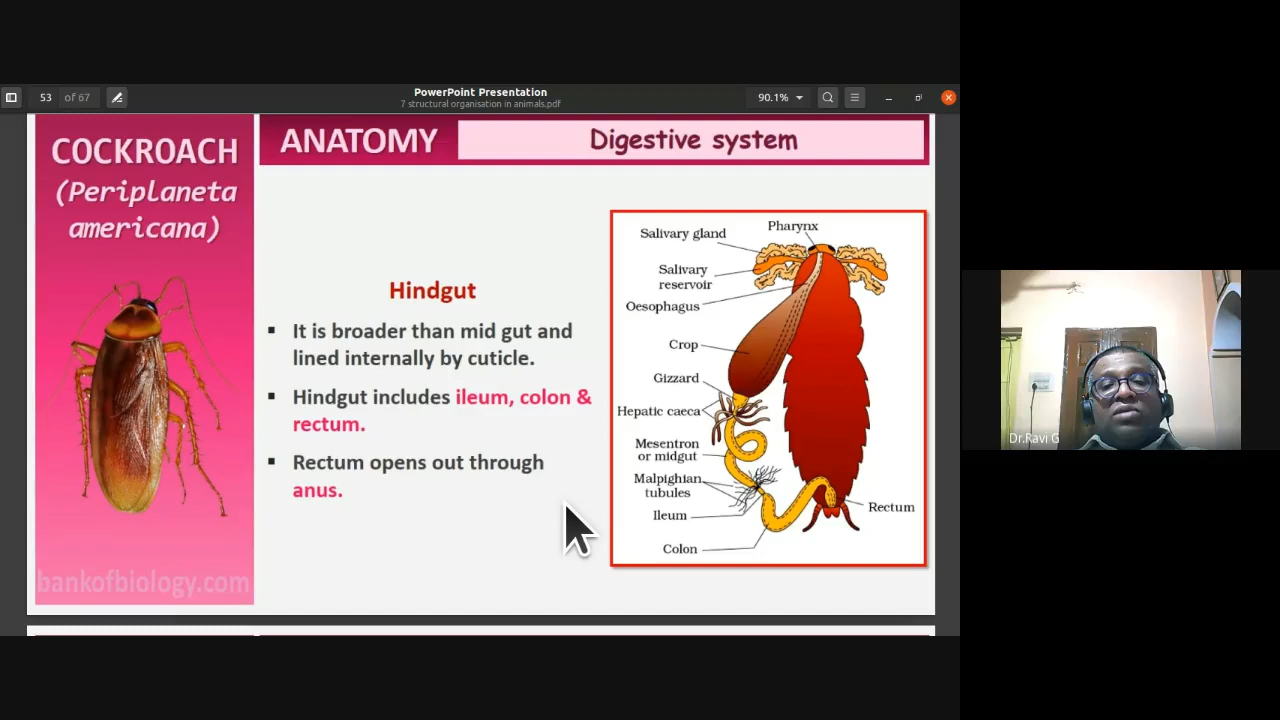 53 of 67
PowerPoint Presentation
7 structural organisation in animals.pdf
90.1%
COCKROACH
(Periplaneta
americana)
bankofbiology.com
ANATOMY
Digestive system
Hindgut
▪ It is broader than mid gut and
lined internally by cuticle.
▪ Hindgut includes ileum, colon &
rectum.
▪ Rectum opens out through
anus.
Pharynx
Salivary gland
Salivary
reservoir
Oesophagus
Crop
Gizzard
Hepatic caeca
Mesentron
or midgut
Malpighian
tubules
Ileum
Colon
Rectum
Dr.Ravi G